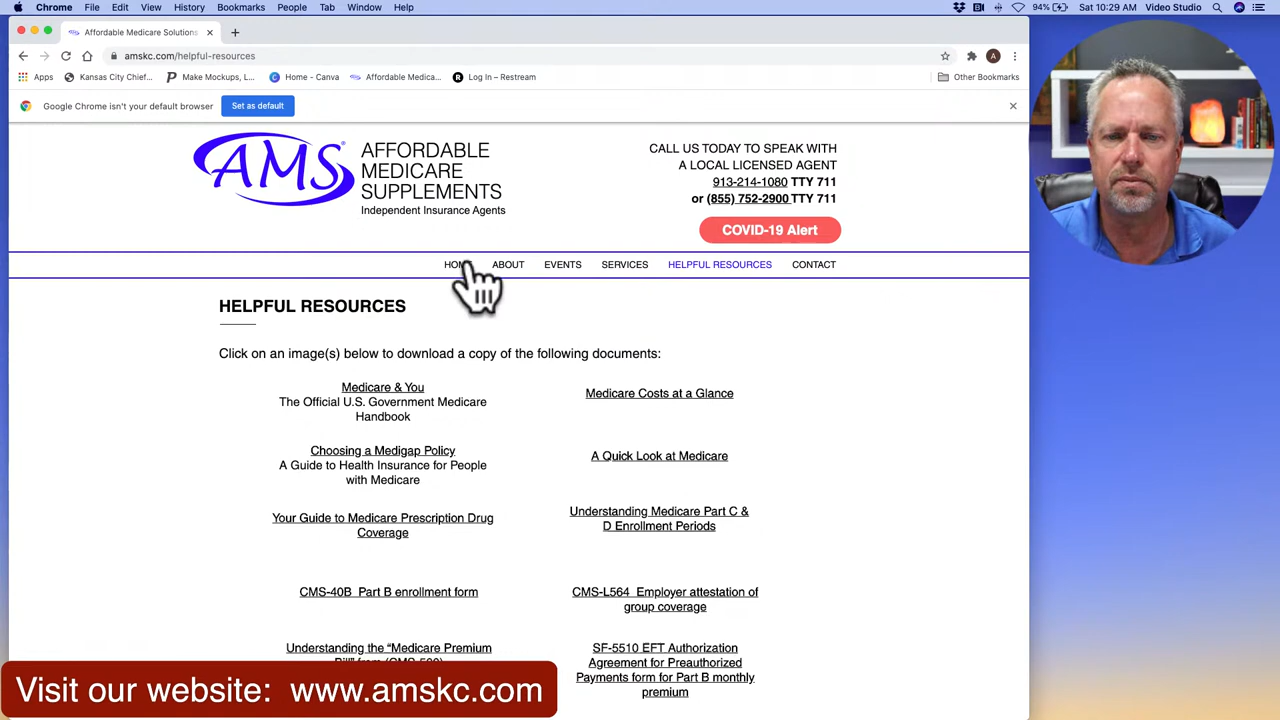 Chrome File Edit View History Bookmarks People Tab Window Help 94% Sat 10:29 AM Video Studio
Affordable Medicare Solutions
amskc.com/helpful-resources A
Apps Kansas City Chief... Make Mockups, L... Home - Canva Affordable Medica... Log In – Restream Other Bookmarks
Google Chrome isn't your default browser Set as default
AMS®
AFFORDABLE
MEDICARE
SUPPLEMENTS
Independent Insurance Agents
CALL US TODAY TO SPEAK WITH
A LOCAL LICENSED AGENT
913-214-1080 TTY 711
or (855) 752-2900 TTY 711
COVID-19 Alert
ABOUT EVENTS SERVICES HELPFUL RESOURCES CONTACT
HELPFUL RESOURCES
Click on an image(s) below to download a copy of the following documents:
Medicare & You
The Official U.S. Government Medicare
Handbook
Medicare Costs at a Glance
Choosing a Medigap Policy
A Guide to Health Insurance for People
with Medicare
A Quick Look at Medicare
Your Guide to Medicare Prescription Drug
Coverage
Understanding Medicare Part C &
D Enrollment Periods
CMS-40B Part B enrollment form
CMS-L564 Employer attestation of
group coverage
Understanding the “Medicare Premium
SF-5510 EFT Authorization
Agreement for Preauthorized
Payments form for Part B monthly
premium
Visit our website: www.amskc.com